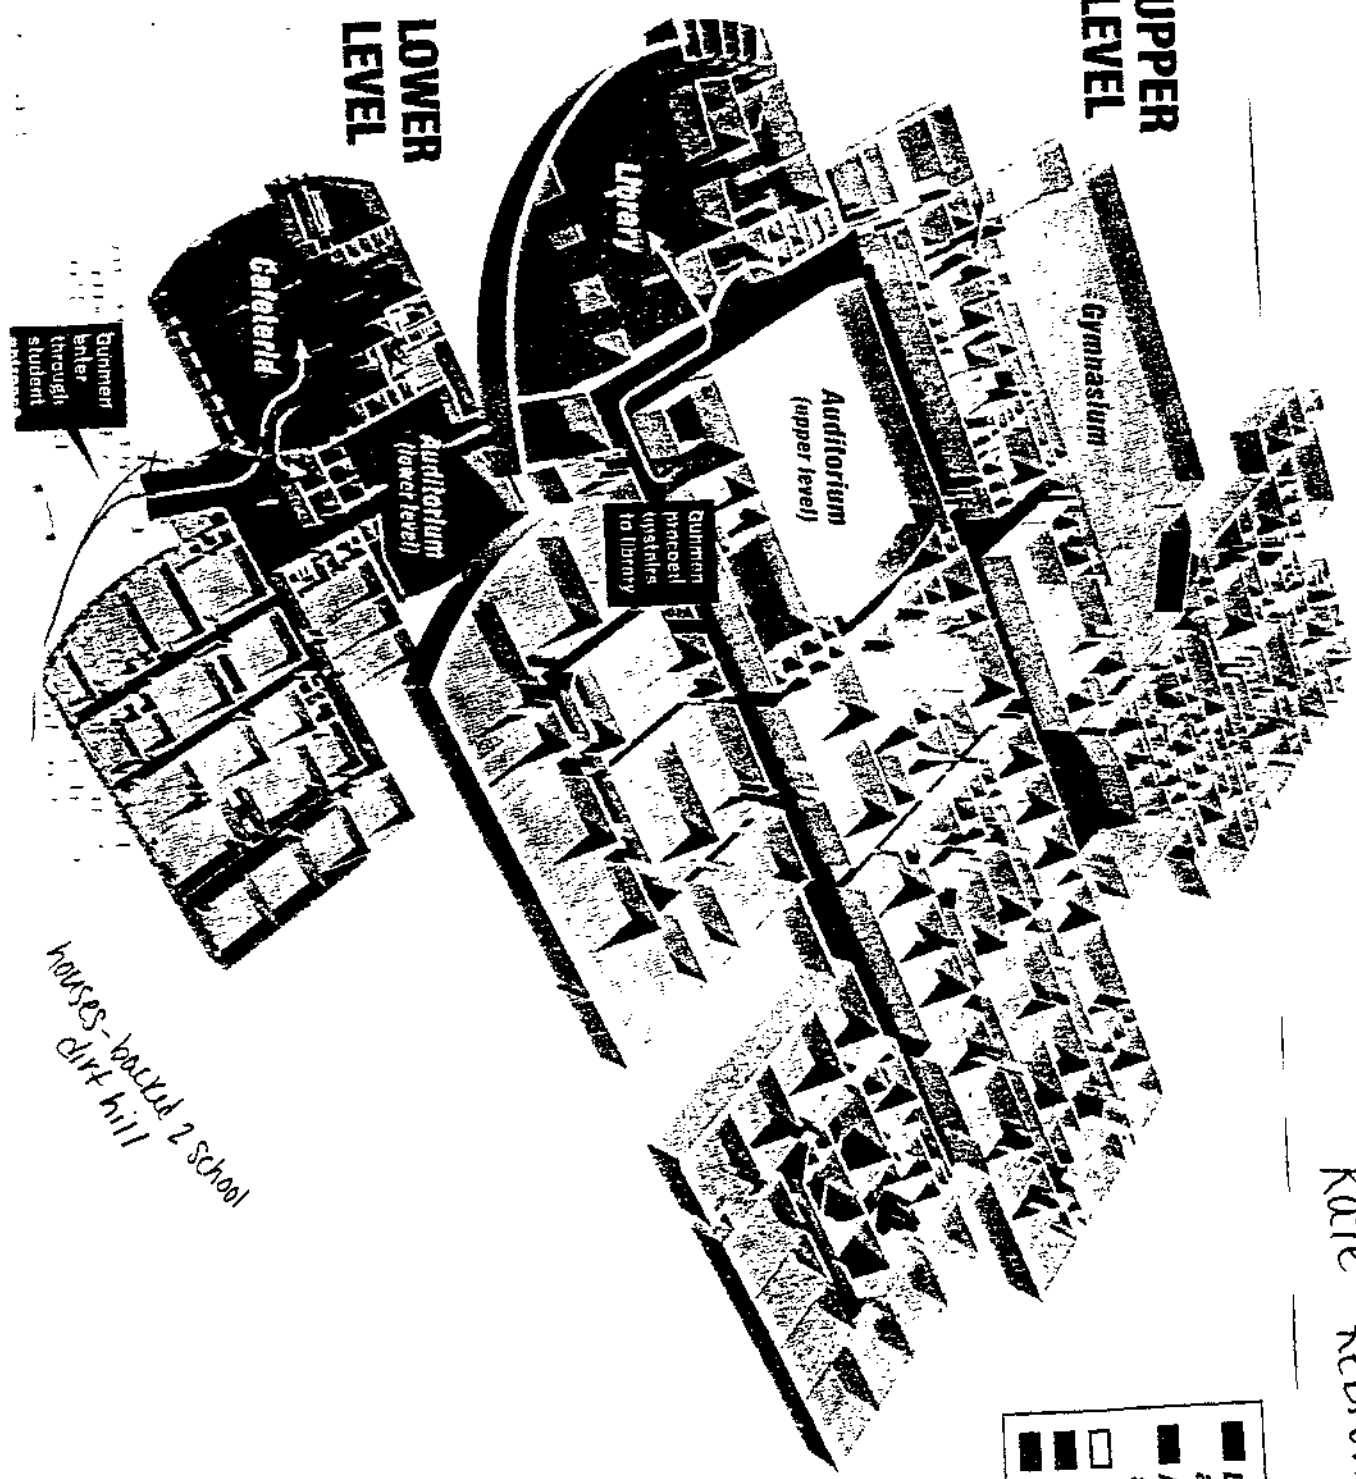 UPPER
LEVEL
LOWER
LEVEL
Gymnasium
Auditorium
(upper level)
Library
Gunmen
proceed
upstairs
to library
Cafeteria
Auditorium
(lower level)
Gunmen
enter
through
student
houses-backed 2 school
dirt hill